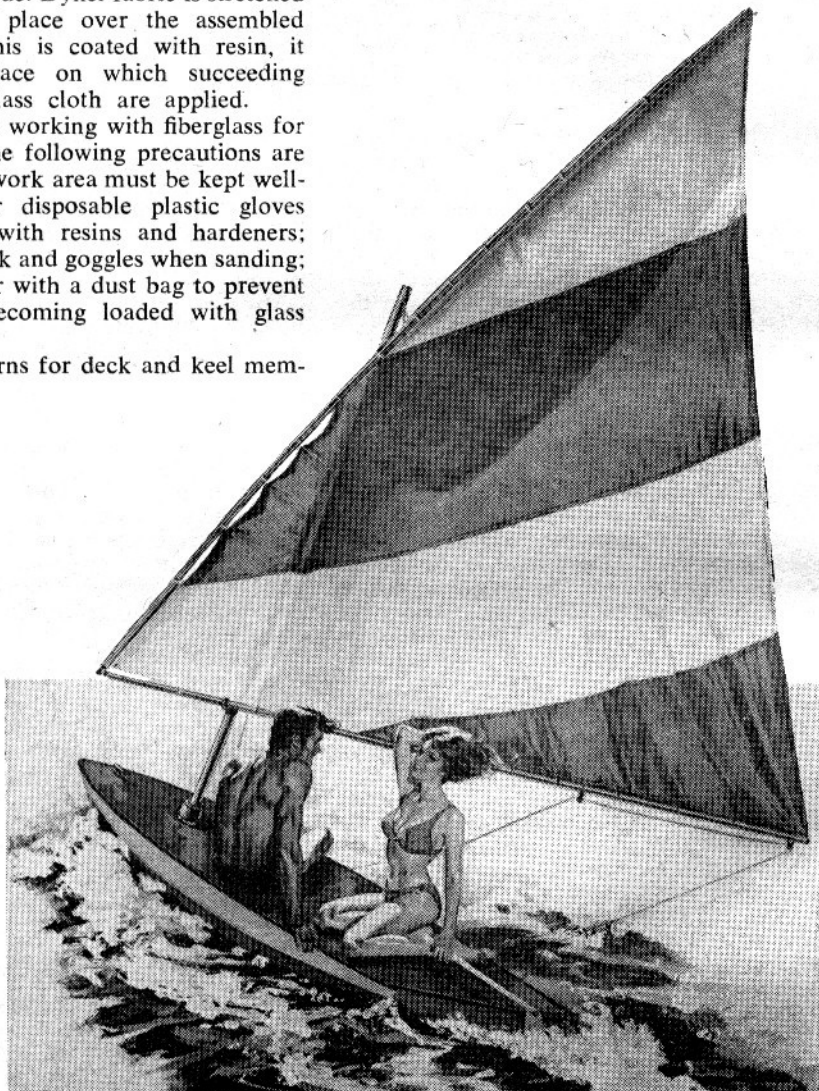 place over the assembled
his is coated with resin, it
ace on which succeeding
lass cloth are applied.
working with fiberglass for
he following precautions are
work area must be kept well-
r disposable plastic gloves
with resins and hardeners;
k and goggles when sanding;
r with a dust bag to prevent
ecoming loaded with glass
rns for deck and keel mem-